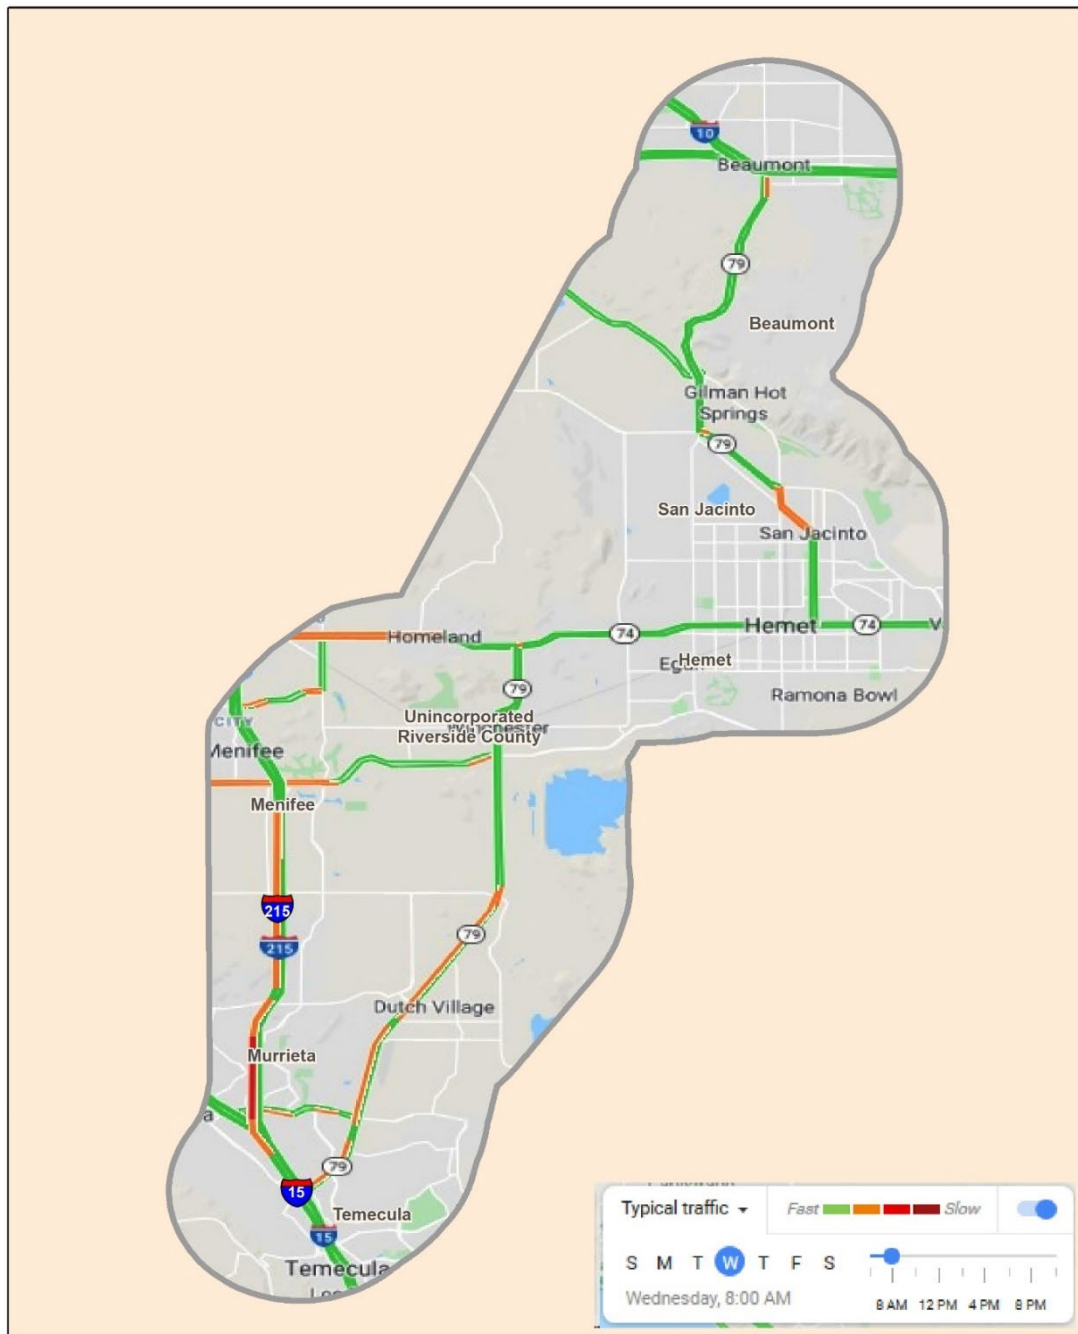 10
Beaumont
79
Beaumont
Gilman Hot
Springs
79
San Jacinto
San Jacinto
Homeland
74
Hemet
74
V
Hemet
79
Ramona Bowl
Unincorporated
Riverside County
CITY
Menifee
Menifee
215
79
215
Dutch Village
Murrieta
a
79
15
Temecula
15
Temecula
Typical traffic
Fast
Slow
S M T W T F S
Wednesday, 8:00 AM
8 AM 12 PM 4 PM 8 PM